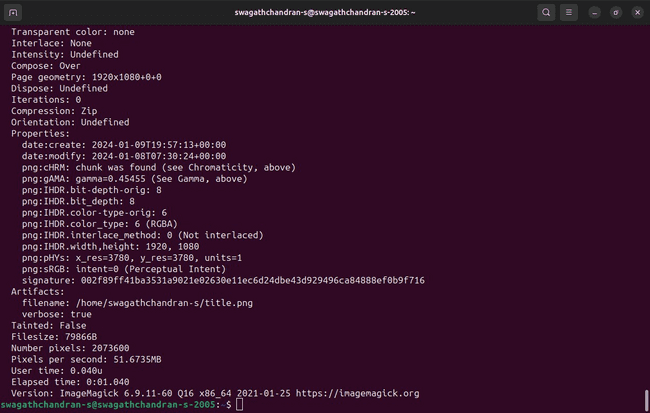 swagathchandran-s@swagathchandran-s-2005: ~
Transparent color: none
Interlace: None
Intensity: Undefined
Compose: Over
Page geometry: 1920x1080+0+0
Dispose: Undefined
Iterations: 0
Compression: Zip
Orientation: Undefined
Properties:
date:create: 2024-01-09T19:57:13+00:00
date:modify: 2024-01-08T07:30:24+00:00
png:cHRM: chunk was found (see Chromaticity, above)
png:gAMA: gamma=0.45455 (See Gamma, above)
png:IHDR.bit-depth-orig: 8
png:IHDR.bit_depth: 8
png:IHDR.color-type-orig: 6
png:IHDR.color_type: 6 (RGBA)
png:IHDR.interlace_method: 0 (Not interlaced)
png:IHDR.width,height: 1920, 1080
png:pHYs: x_res=3780, y_res=3780, units=1
png:sRGB: intent=0 (Perceptual Intent)
signature: 002f89ff41ba3531a9021e02630e11ec6d24dbe43d929496ca84888ef0b9f716
Artifacts:
filename: /home/swagathchandran-s/title.png
verbose: true
Tainted: False
Filesize: 79866B
Number pixels: 2073600
Pixels per second: 51.6735MB
User time: 0.040u
Elapsed time: 0:01.040
Version: ImageMagick 6.9.11-60 Q16 x86_64 2021-01-25 https://imagemagick.org
swagathchandran-s@swagathchandran-s-2005:~$